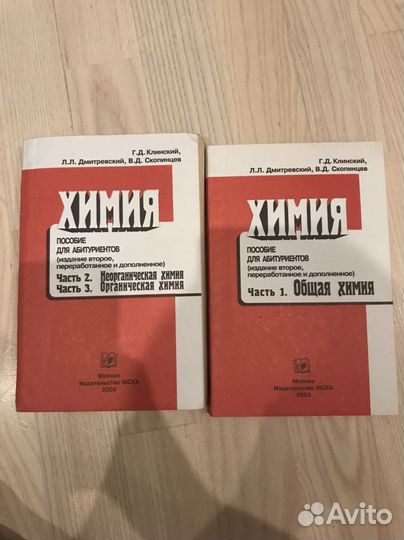 Г.Д. Клинский,
Л.Л. Дмитревский, В.Д. Скопинцев
ХИМИЯ
ПОСОБИЕ
ДЛЯ АБИТУРИЕНТОВ
(издание второе,
переработанное и дополненное)
Часть 2. Неорганическая химия
Часть 3. Органическая химия
Москва
Издательство МСХА
2002
Г.Д. Клинский,
Л.Л. Дмитревский, В.Д. Скопинцев
ХИМИЯ
ПОСОБИЕ
ДЛЯ АБИТУРИЕНТОВ
(издание второе,
переработанное и дополненное)
Часть 1. Общая химия
Москва
Издательство МСХА
2002
Avito